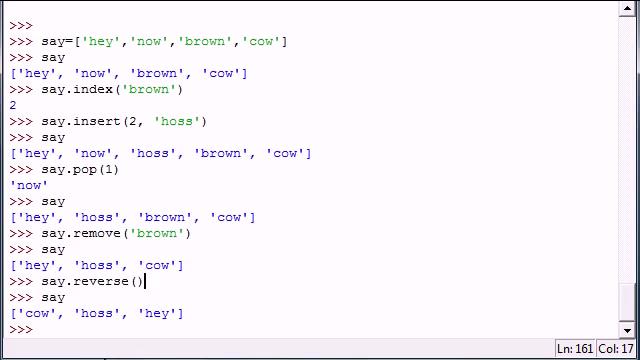 >>>
>>> say=['hey','now','brown','cow']
>>> say
['hey', 'now', 'brown', 'cow']
>>> say.index('brown')
2
>>> say.insert(2, 'hoss')
>>> say
['hey', 'now', 'hoss', 'brown', 'cow']
>>> say.pop(1)
'now'
>>> say
['hey', 'hoss', 'brown', 'cow']
>>> say.remove('brown')
>>> say
['hey', 'hoss', 'cow']
>>> say.reverse()
>>> say
['cow', 'hoss', 'hey']
>>>
Ln: 161 Col: 17